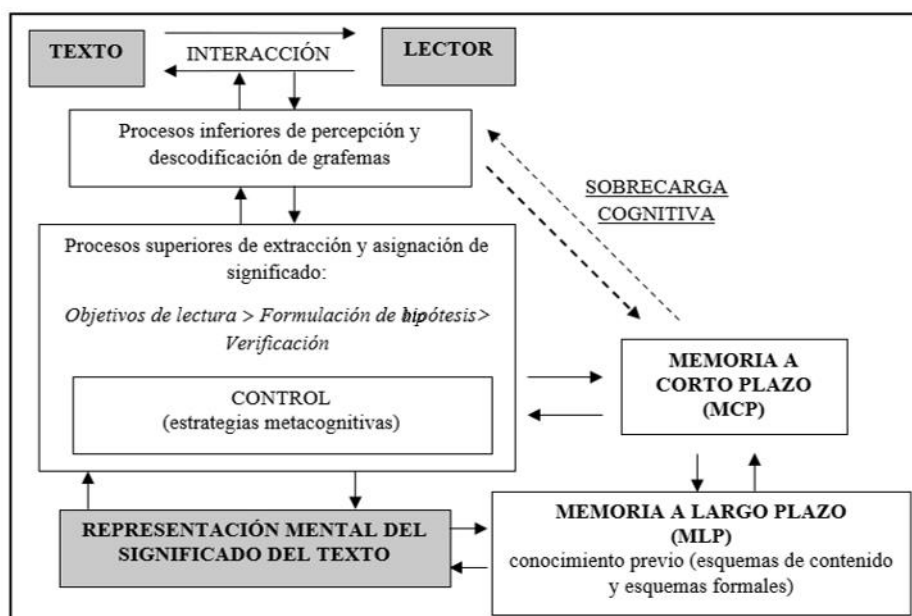 TEXTO
INTERACCIÓN
LECTOR
Procesos inferiores de percepción y
descodificación de grafemas
SOBRECARGA
COGNITIVA
Procesos superiores de extracción y asignación de
significado:
Objetivos de lectura > Formulación de hipótesis>
Verificación
CONTROL
(estrategias metacognitivas)
MEMORIA A
CORTO PLAZO
(MCP)
REPRESENTACIÓN MENTAL DEL
SIGNIFICADO DEL TEXTO
MEMORIA A LARGO PLAZO
(MLP)
conocimiento previo (esquemas de contenido
y esquemas formales)